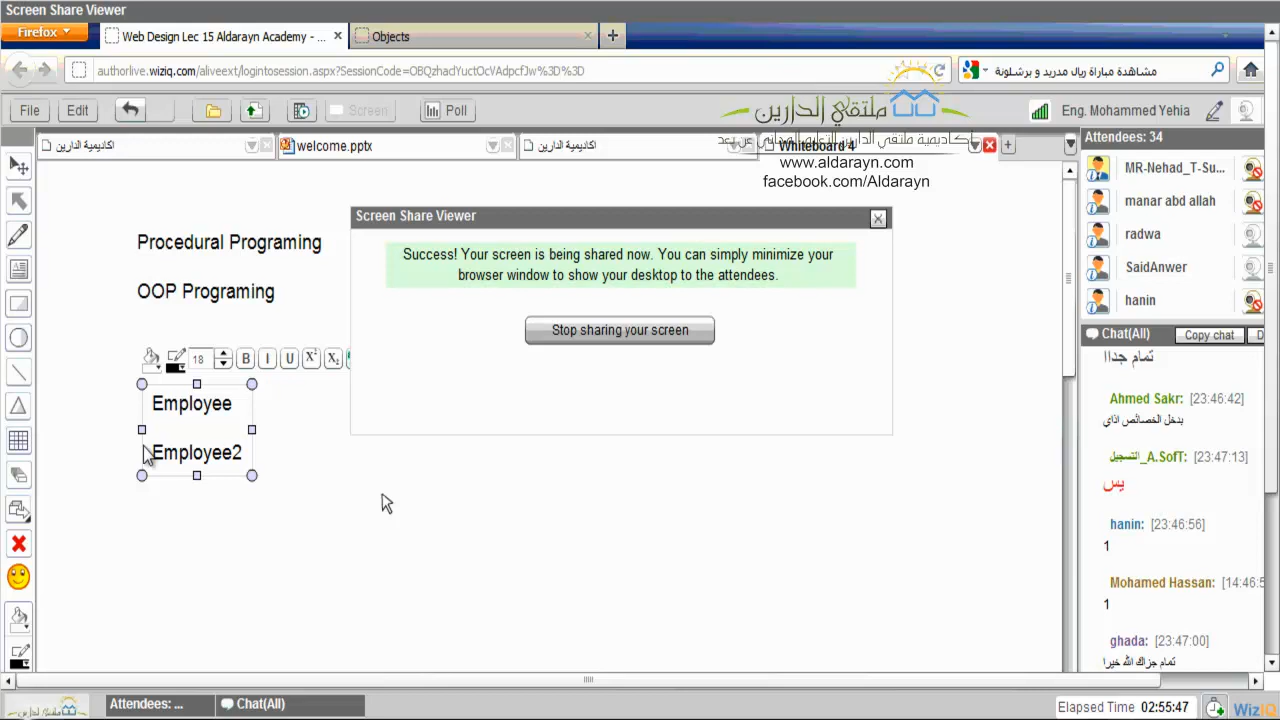 Screen Share Viewer
Firefox
Web Design Lec 15 Aldarayn Academy - ...
Objects
authorlive.wiziq.com/aliveext/logintosession.aspx?SessionCode=OBQzhadYuctOcVAdpcfJw%3D%3D
مشاهدة مباراة ريال مدريد و برشلونة
File
Edit
Screen
Poll
ملتقي الدارين
Eng. Mohammed Yehia
اكاديمية الدارين
welcome.pptx
اكاديمية الدارين
Whiteboard 4
www.aldarayn.com
facebook.com/Aldarayn
Attendees: 34
MR-Nehad_T-Su...
manar abd allah
radwa
SaidAnwer
hanin
Procedural Programing
OOP Programing
18
B
I
U
X²
X₂
Employee
Employee2
Screen Share Viewer
Success! Your screen is being shared now. You can simply minimize your
browser window to show your desktop to the attendees.
Stop sharing your screen
Chat(All)
Copy chat
تمام جداا
Ahmed Sakr: [23:46:42]
بدخل الخصائص ازاي
التسجيل_A.SofT: [23:47:13]
يس
hanin: [23:46:56]
1
Mohamed Hassan: [14:46:5
1
ghada: [23:47:00]
تمام جزاك الله خيرا
Attendees: ...
Chat(All)
Elapsed Time 02:55:47
WizIQ